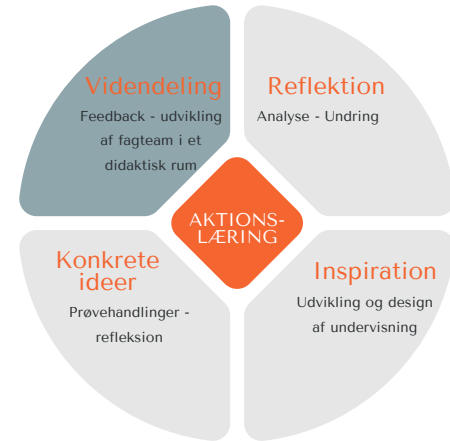 Videndeling
Feedback - udvikling
af fagteam i et
didaktisk rum
Reflektion
Analyse - Undring
AKTIONS-
LÆRING
Konkrete
ideer
Prøvehandlinger -
refleksion
Inspiration
Udvikling og design
af undervisning